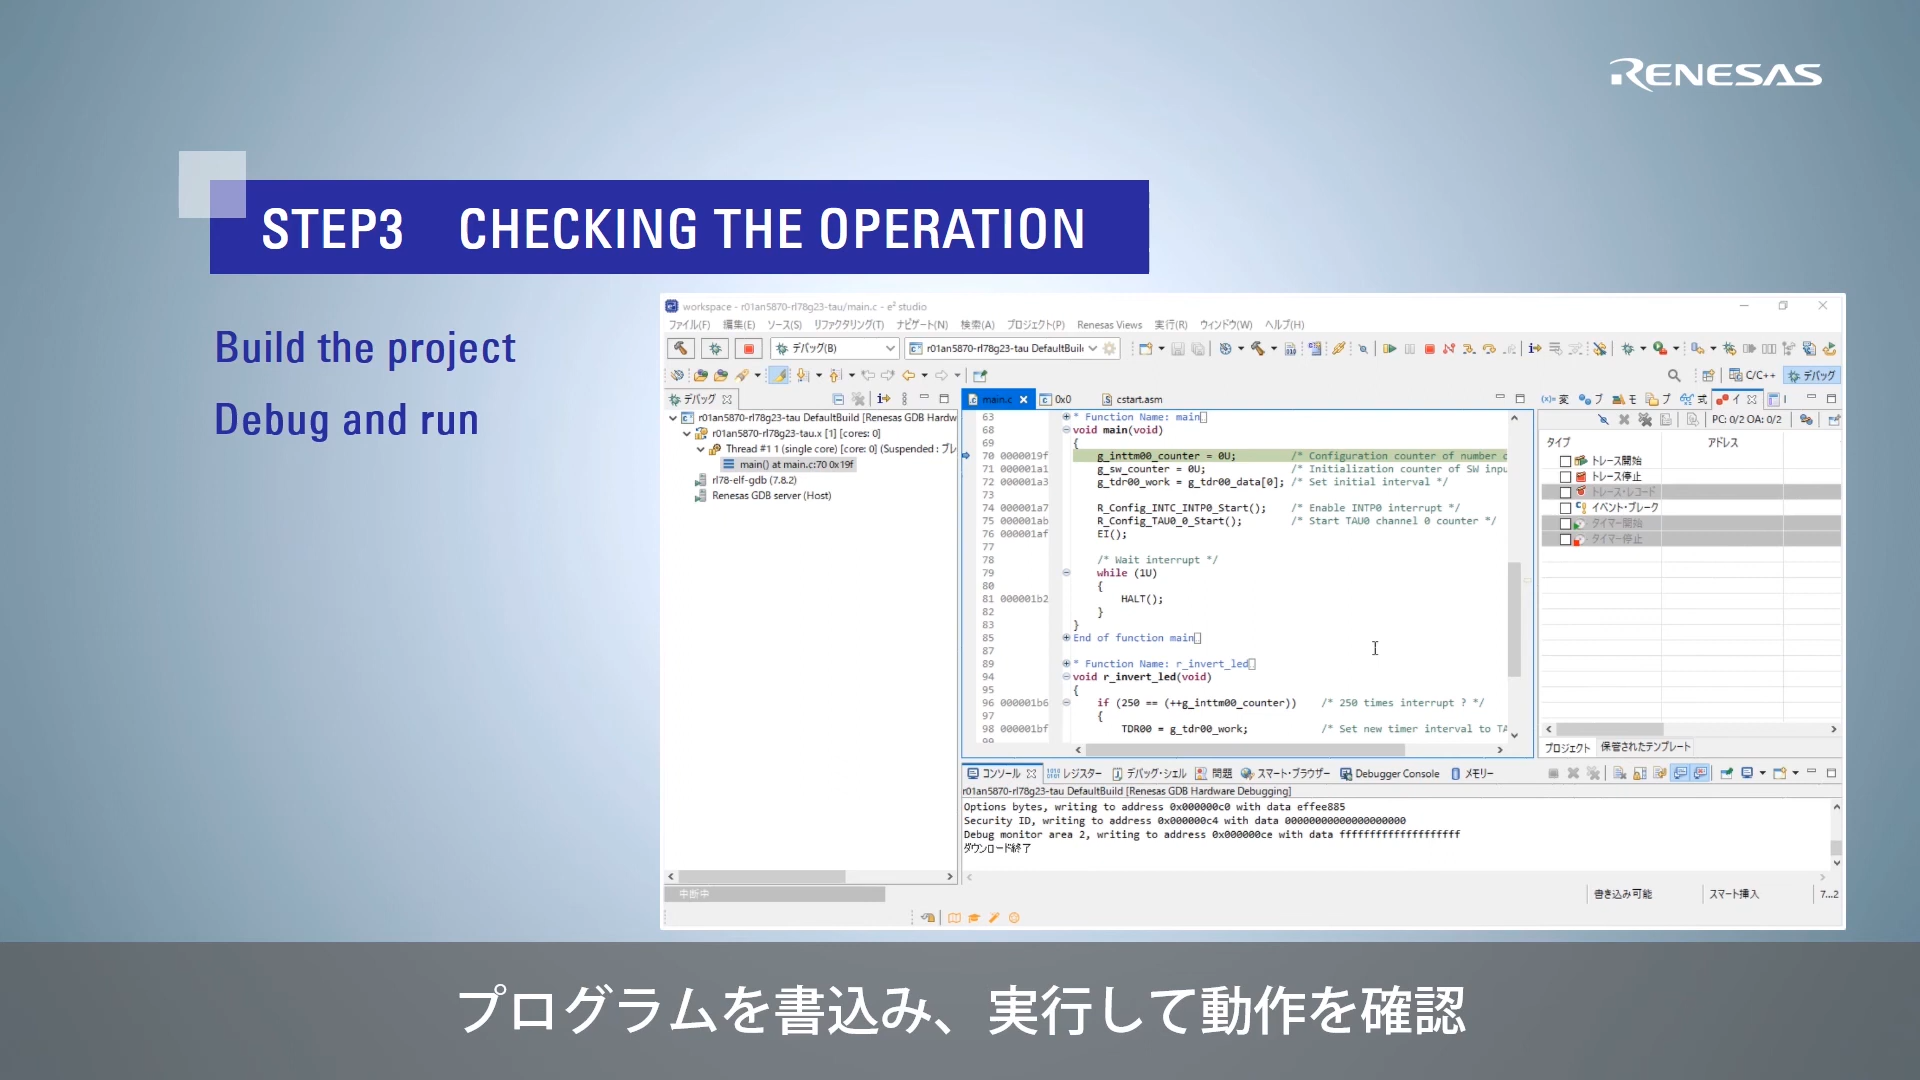 RENESAS
STEP3 CHECKING THE OPERATION
Build the project
Debug and run
workspace - r01an5870-rl78g23-tau/main.c - e² studio
ファイル(F) 編集(E) ソース(S) リファクタリング(T) ナビゲート(N) 検索(A) プロジェクト(P) Renesas Views 実行(R) ウィンドウ(W) ヘルプ(H)
デバッグ(B) r01an5870-rl78g23-tau DefaultBuil
C/C++ デバッグ
デバッグ
r01an5870-rl78g23-tau DefaultBuild [Renesas GDB Hardw
r01an5870-rl78g23-tau.x [1] [cores: 0]
Thread #1 1 (single core) [core: 0] (Suspended : ブレ
main() at main.c:70 0x19f
rl78-elf-gdb (7.8.2)
Renesas GDB server (Host)
中断中
main.c 0x0 cstart.asm
63 * Function Name: main
68 void main(void)
69 {
70 0000019f g_inttm00_counter = 0U; /* Configuration counter of number o
71 000001a1 g_sw_counter = 0U; /* Initialization counter of SW inpu
72 000001a3 g_tdr00_work = g_tdr00_data[0]; /* Set initial interval */
73
74 000001a7 R_Config_INTC_INTP0_Start(); /* Enable INTP0 interrupt */
75 000001ab R_Config_TAU0_0_Start(); /* Start TAU0 channel 0 counter */
76 000001af EI();
77
78 /* Wait interrupt */
79 while (1U)
80 {
81 000001b2 HALT();
82 }
83 }
85 End of function main
87
89 * Function Name: r_invert_led
94 void r_invert_led(void)
95 {
96 000001b6 if (250 == (++g_inttm00_counter)) /* 250 times interrupt ? */
97 {
98 000001bf TDR00 = g_tdr00_work; /* Set new timer interval to TA
99
変 ブ モ ブ 式 イ
PC: 0/2 OA: 0/2
タイプ アドレス
トレース開始
トレース停止
トレース・レコード
イベント・ブレーク
タイマー開始
タイマー停止
プロジェクト 保管されたテンプレート
コンソール レジスター デバッグ・シェル 問題 スマート・ブラウザー Debugger Console メモリー
r01an5870-rl78g23-tau DefaultBuild [Renesas GDB Hardware Debugging]
Options bytes, writing to address 0x000000c0 with data effee885
Security ID, writing to address 0x000000c4 with data 00000000000000000000
Debug monitor area 2, writing to address 0x000000ce with data ffffffffffffffffffff
ダウンロード終了
書き込み可能 スマート挿入 7...2
プログラムを書込み、実行して動作を確認